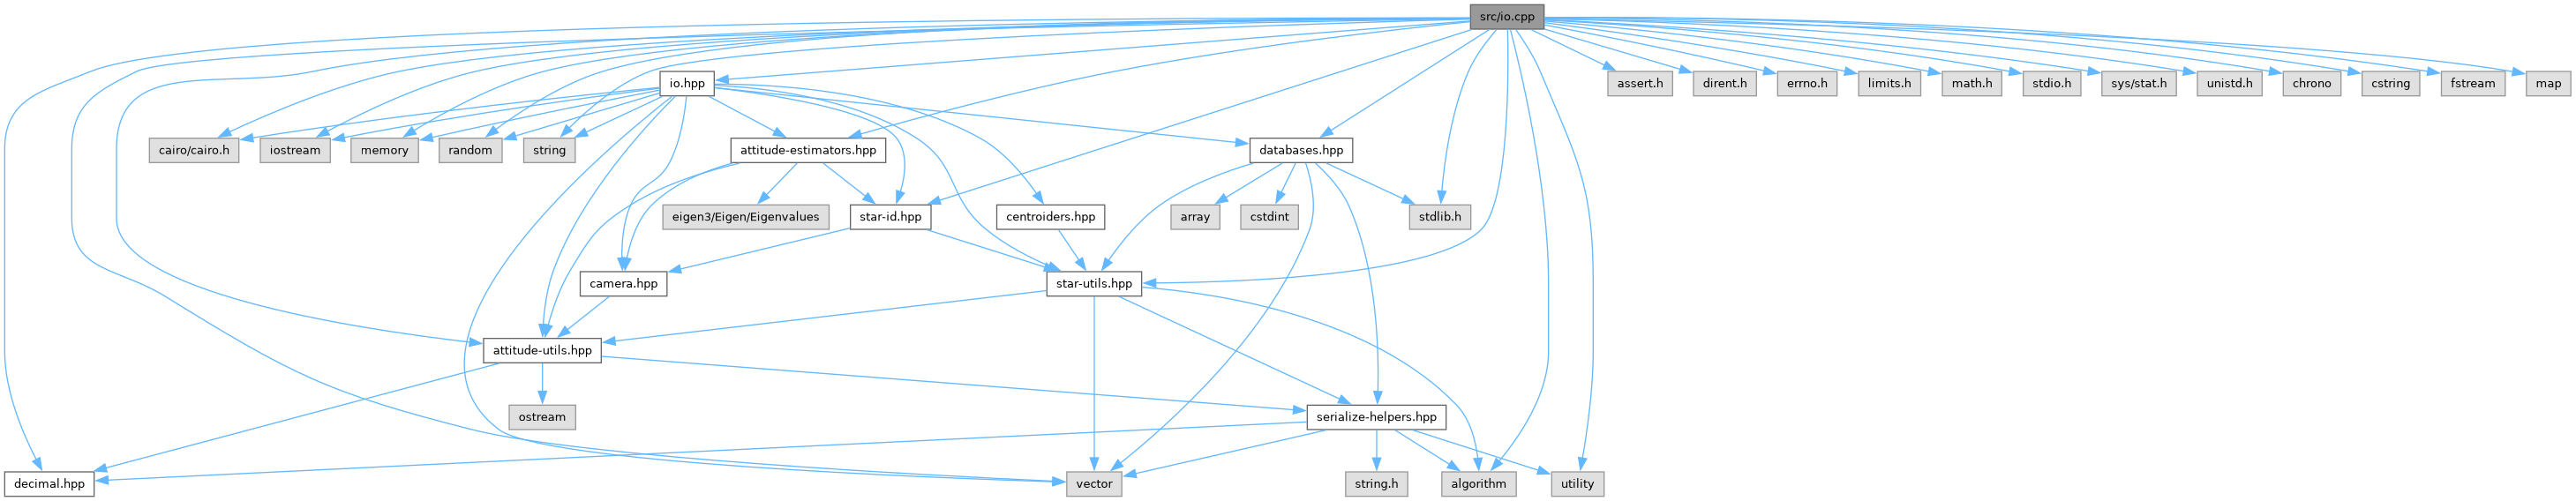 src/io.cpp
io.hpp
assert.h
dirent.h
errno.h
limits.h
math.h
stdio.h
sys/stat.h
unistd.h
chrono
cstring
fstream
map
cairo/cairo.h
iostream
memory
random
string
attitude-estimators.hpp
databases.hpp
eigen3/Eigen/Eigenvalues
star-id.hpp
centroiders.hpp
array
cstdint
stdlib.h
camera.hpp
star-utils.hpp
attitude-utils.hpp
ostream
serialize-helpers.hpp
decimal.hpp
vector
string.h
algorithm
utility